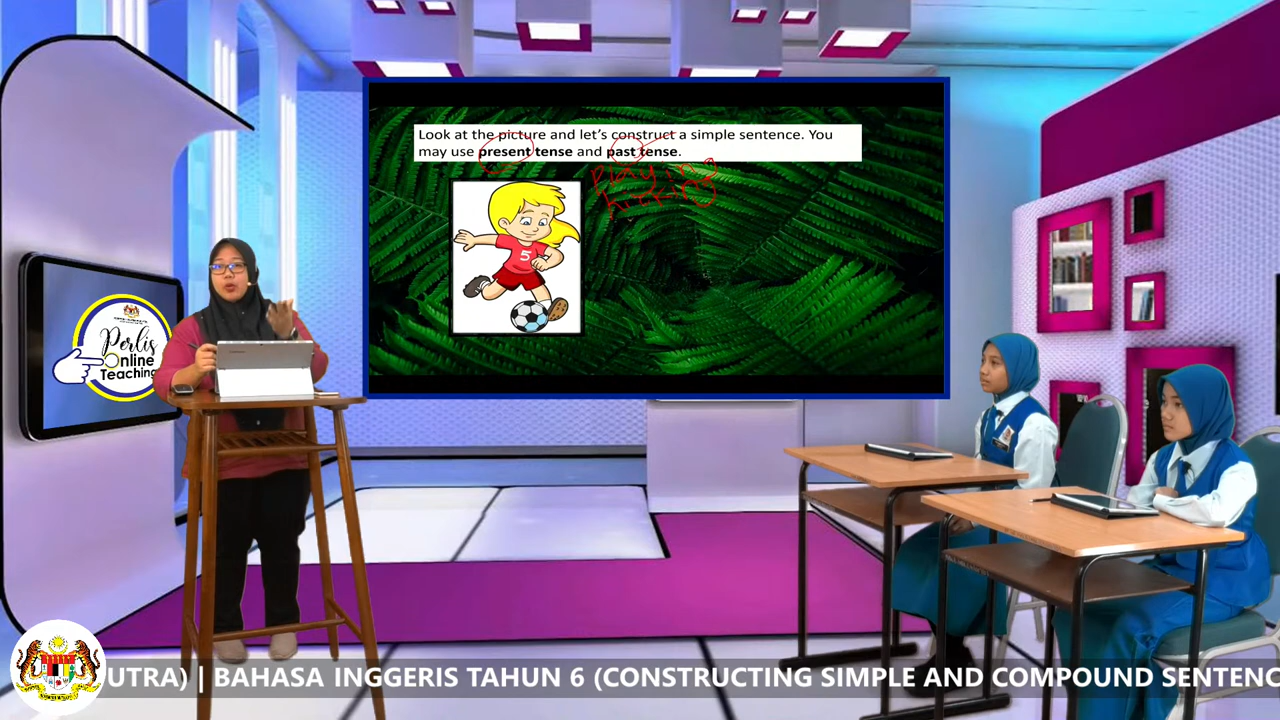 Look at the picture and let's construct a simple sentence. You
may use present tense and past tense.
playing
kicking
5
Perlis
Online
Teaching
UTRA) | BAHASA INGGERIS TAHUN 6 (CONSTRUCTING SIMPLE AND COMPOUND SENTENC